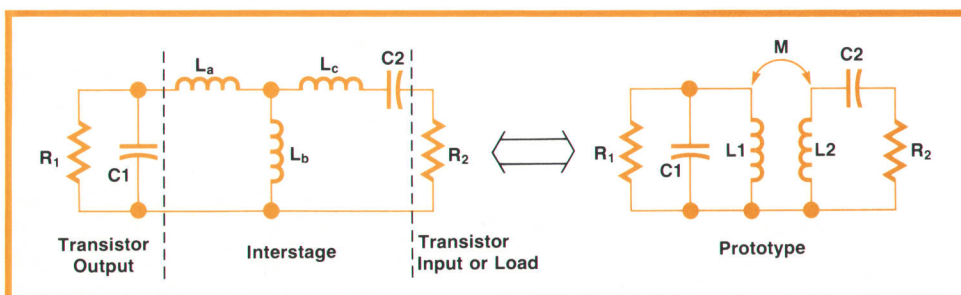 La
Lc
C2
R1
C1
Lb
R2
Transistor
Output
Interstage
Transistor
Input or Load
M
C2
R1
C1
L1
L2
R2
Prototype